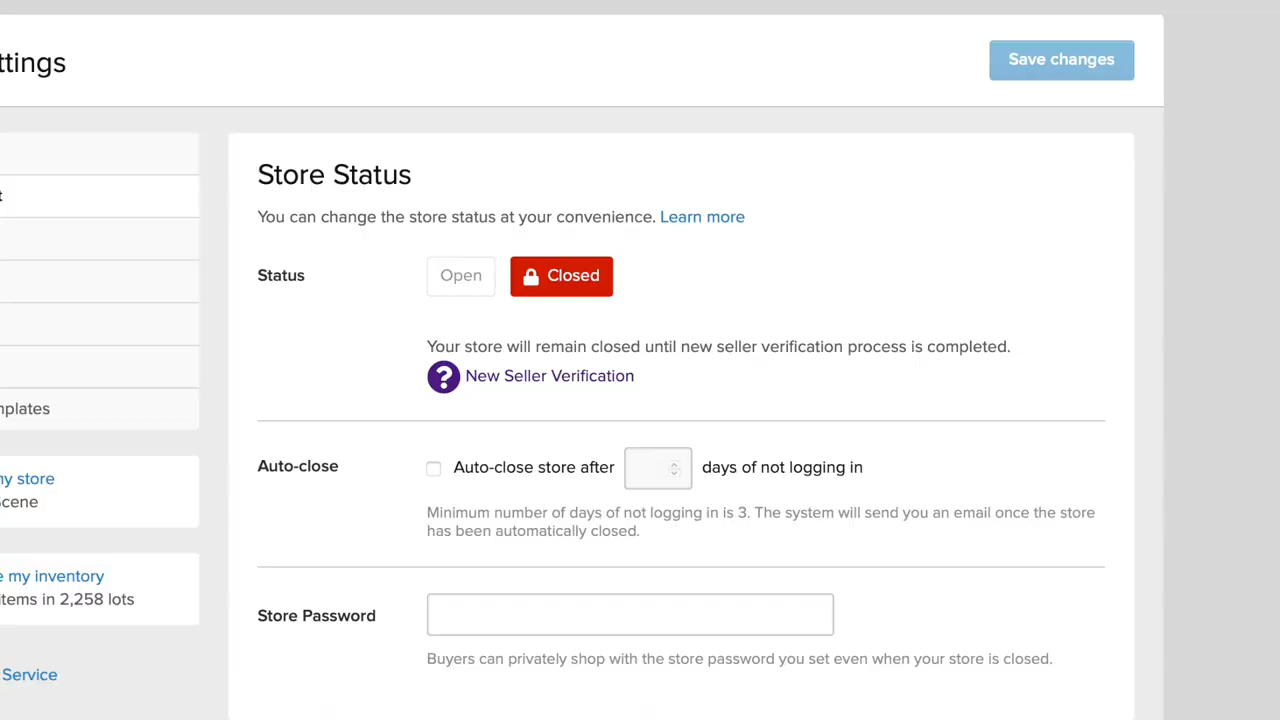 ttings
Save changes
t
mplates
my store
Scene
e my inventory
items in 2,258 lots
Service
Store Status
You can change the store status at your convenience. Learn more
Status
Open
Closed
Your store will remain closed until new seller verification process is completed.
? New Seller Verification
Auto-close
Auto-close store after
days of not logging in
Minimum number of days of not logging in is 3. The system will send you an email once the store
has been automatically closed.
Store Password
Buyers can privately shop with the store password you set even when your store is closed.